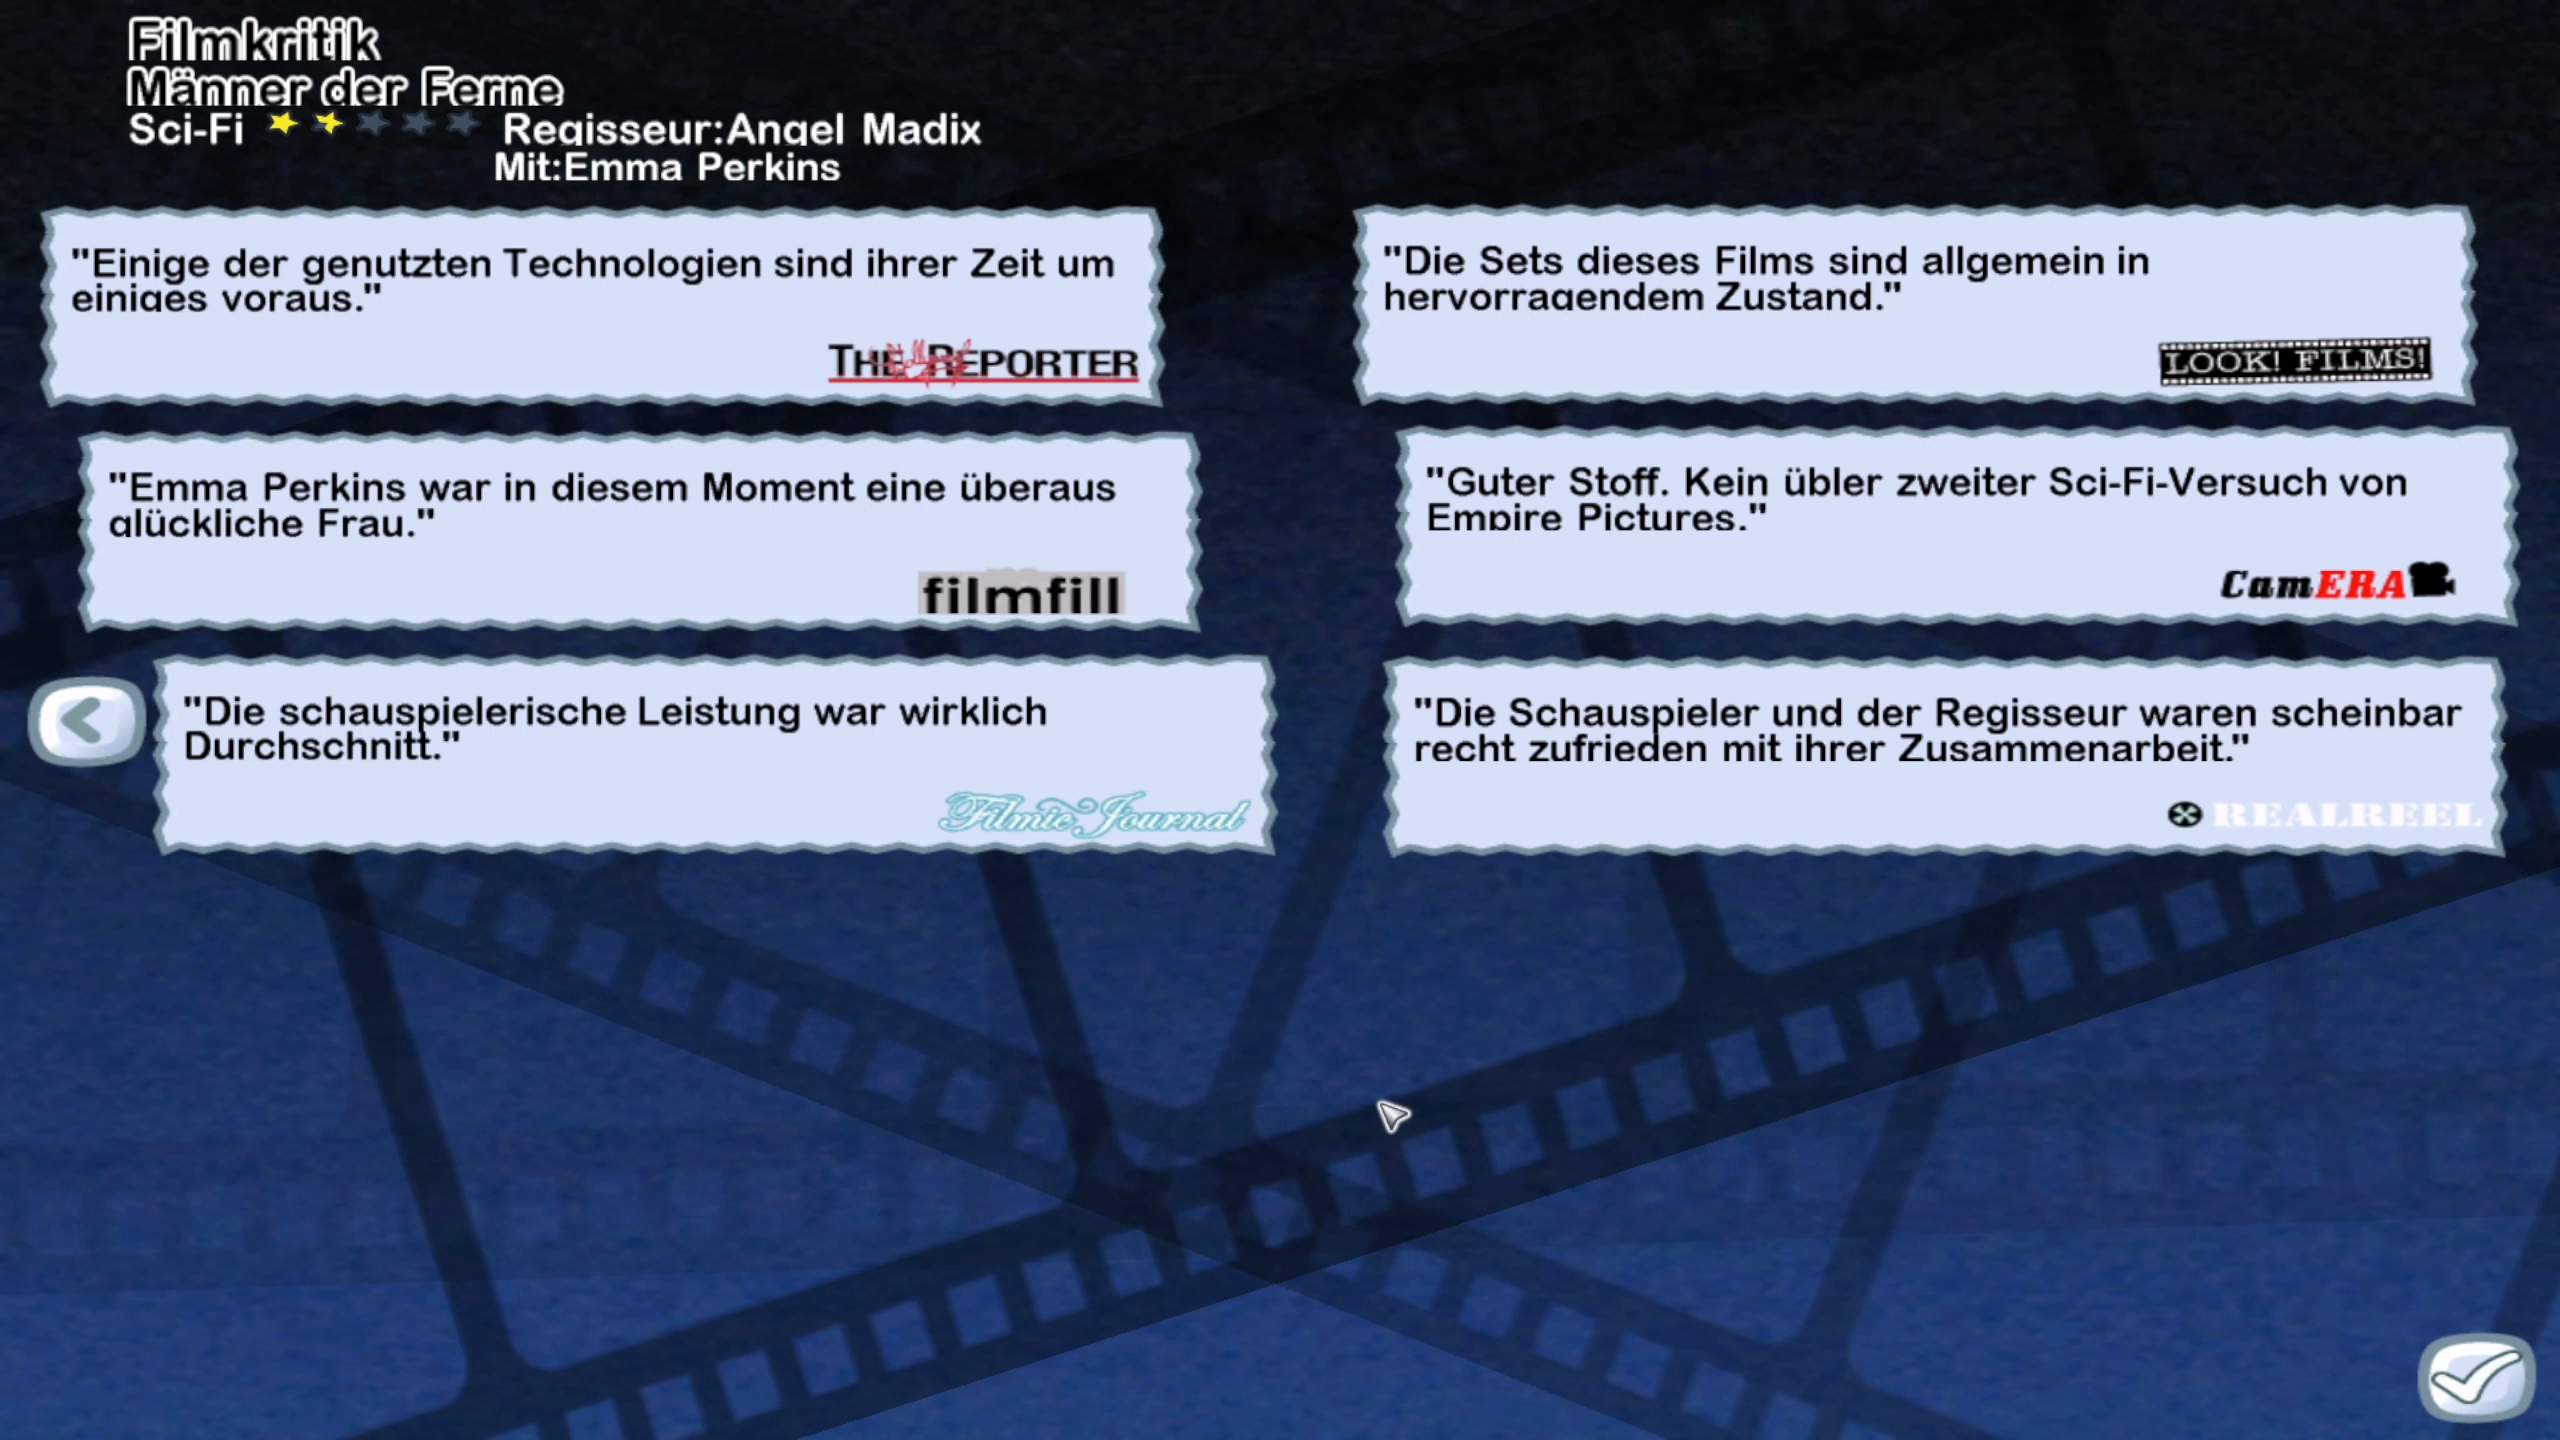 Filmkritik
Männer der Ferne
Sci-Fi Regisseur:Angel Madix
Mit:Emma Perkins
"Einige der genutzten Technologien sind ihrer Zeit um
einiges voraus."
THE REPORTER
"Die Sets dieses Films sind allgemein in
hervorragendem Zustand."
LOOK! FILMS!
"Emma Perkins war in diesem Moment eine überaus
glückliche Frau."
filmfill
"Guter Stoff. Kein übler zweiter Sci-Fi-Versuch von
Empire Pictures."
CamERA
"Die schauspielerische Leistung war wirklich
Durchschnitt."
Filmic Journal
"Die Schauspieler und der Regisseur waren scheinbar
recht zufrieden mit ihrer Zusammenarbeit."
REALREEL